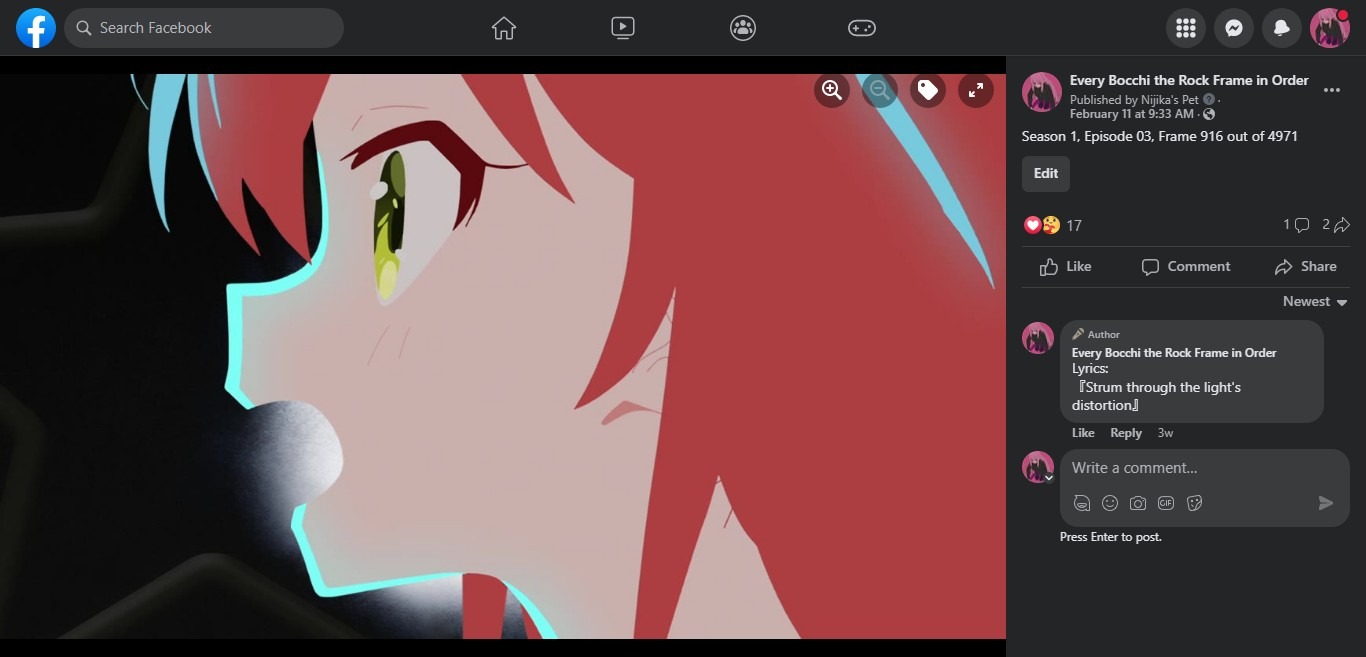 Search Facebook
Every Bocchi the Rock Frame in Order
Published by Nijika's Pet ·
February 11 at 9:33 AM ·
Season 1, Episode 03, Frame 916 out of 4971
Edit
17
1
2
Like
Comment
Share
Newest
Author
Every Bocchi the Rock Frame in Order
Lyrics:
『Strum through the light's
distortion』
Like Reply 3w
Write a comment...
GIF
Press Enter to post.